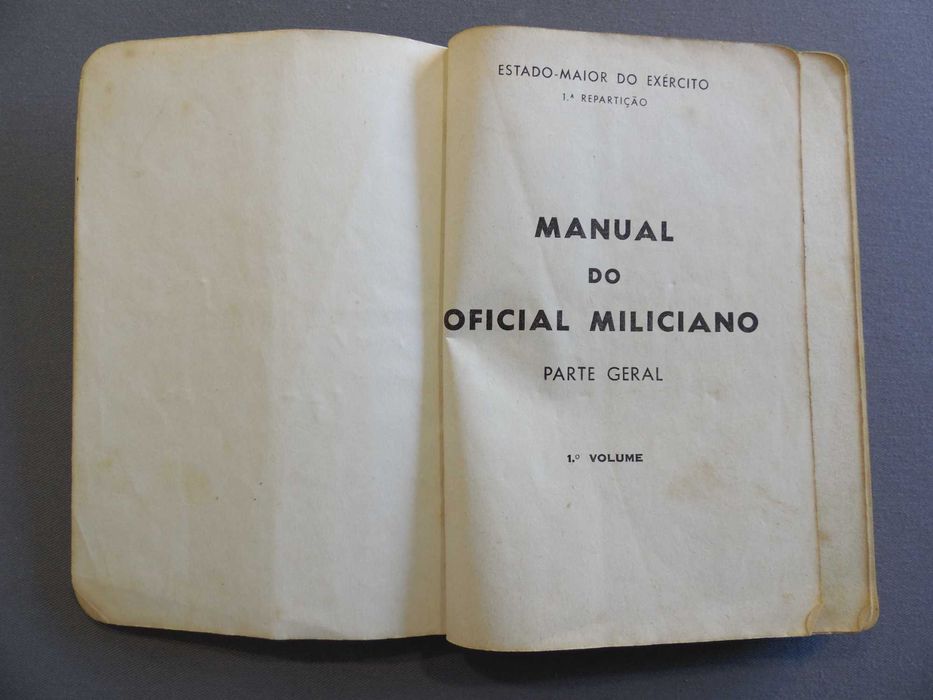 ESTADO-MAIOR DO EXÉRCITO
1.ª REPARTIÇÃO
MANUAL
DO
OFICIAL MILICIANO
PARTE GERAL
1.º VOLUME